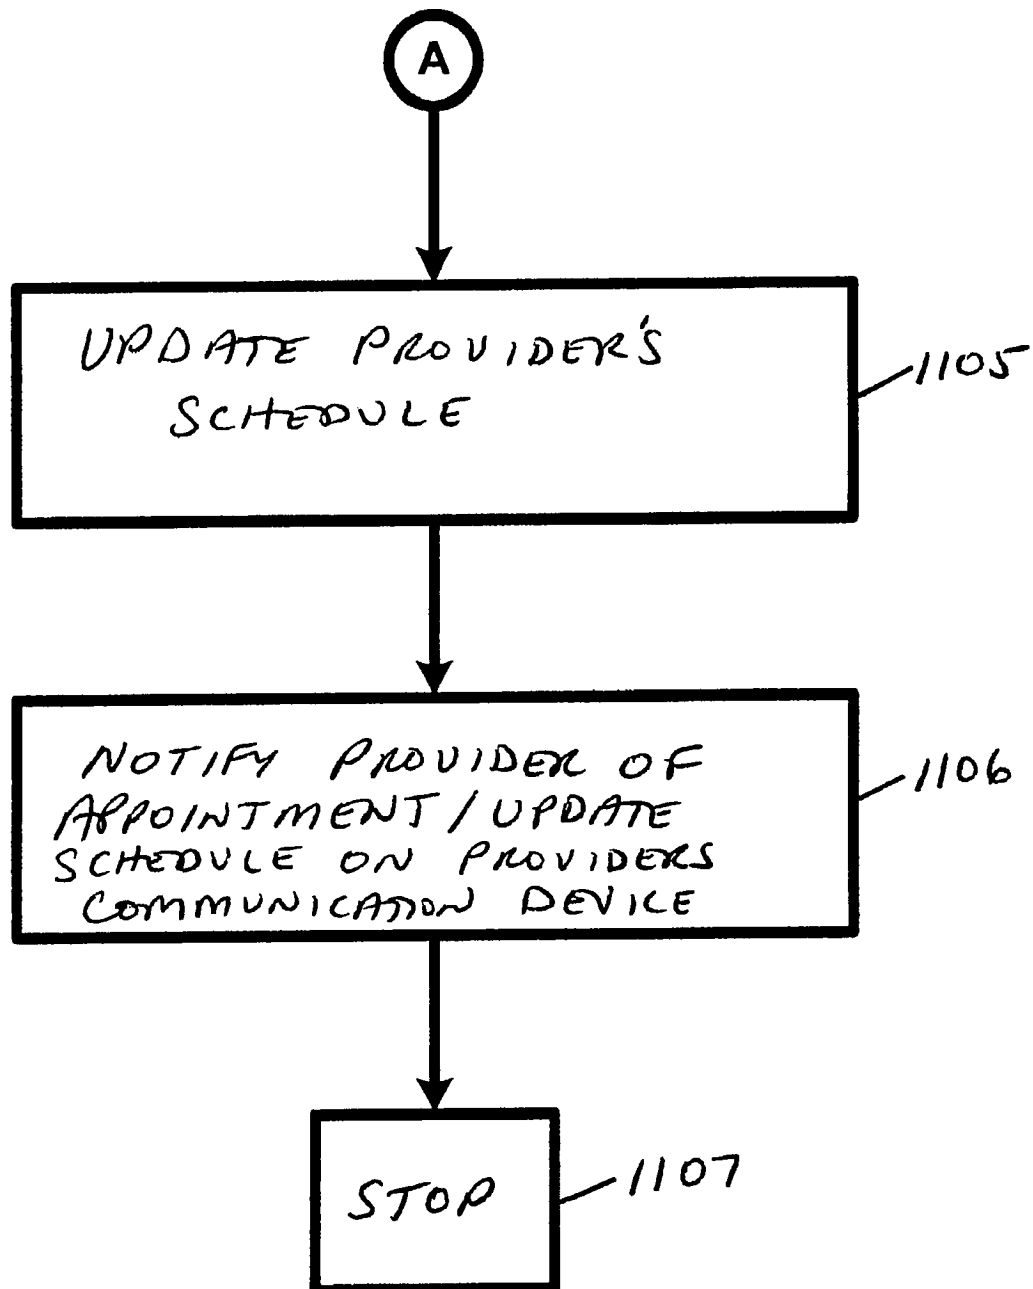 A
UPDATE PROVIDER'S
SCHEDULE
1105
NOTIFY PROVIDER OF
APPOINTMENT / UPDATE
SCHEDULE ON PROVIDERS
COMMUNICATION DEVICE
1106
STOP
1107